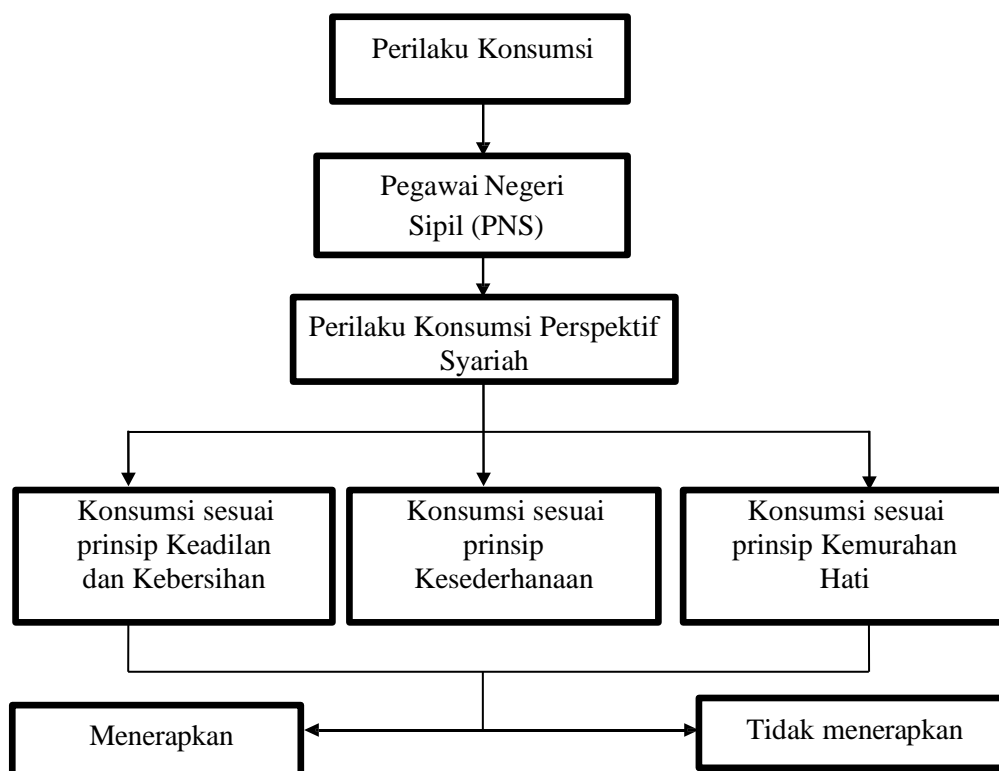 Perilaku Konsumsi
Pegawai Negeri
Sipil (PNS)
Perilaku Konsumsi Perspektif
Syariah
Konsumsi sesuai
prinsip Keadilan
dan Kebersihan
Konsumsi sesuai
prinsip
Kesederhanaan
Konsumsi sesuai
prinsip Kemurahan
Hati
Menerapkan
Tidak menerapkan